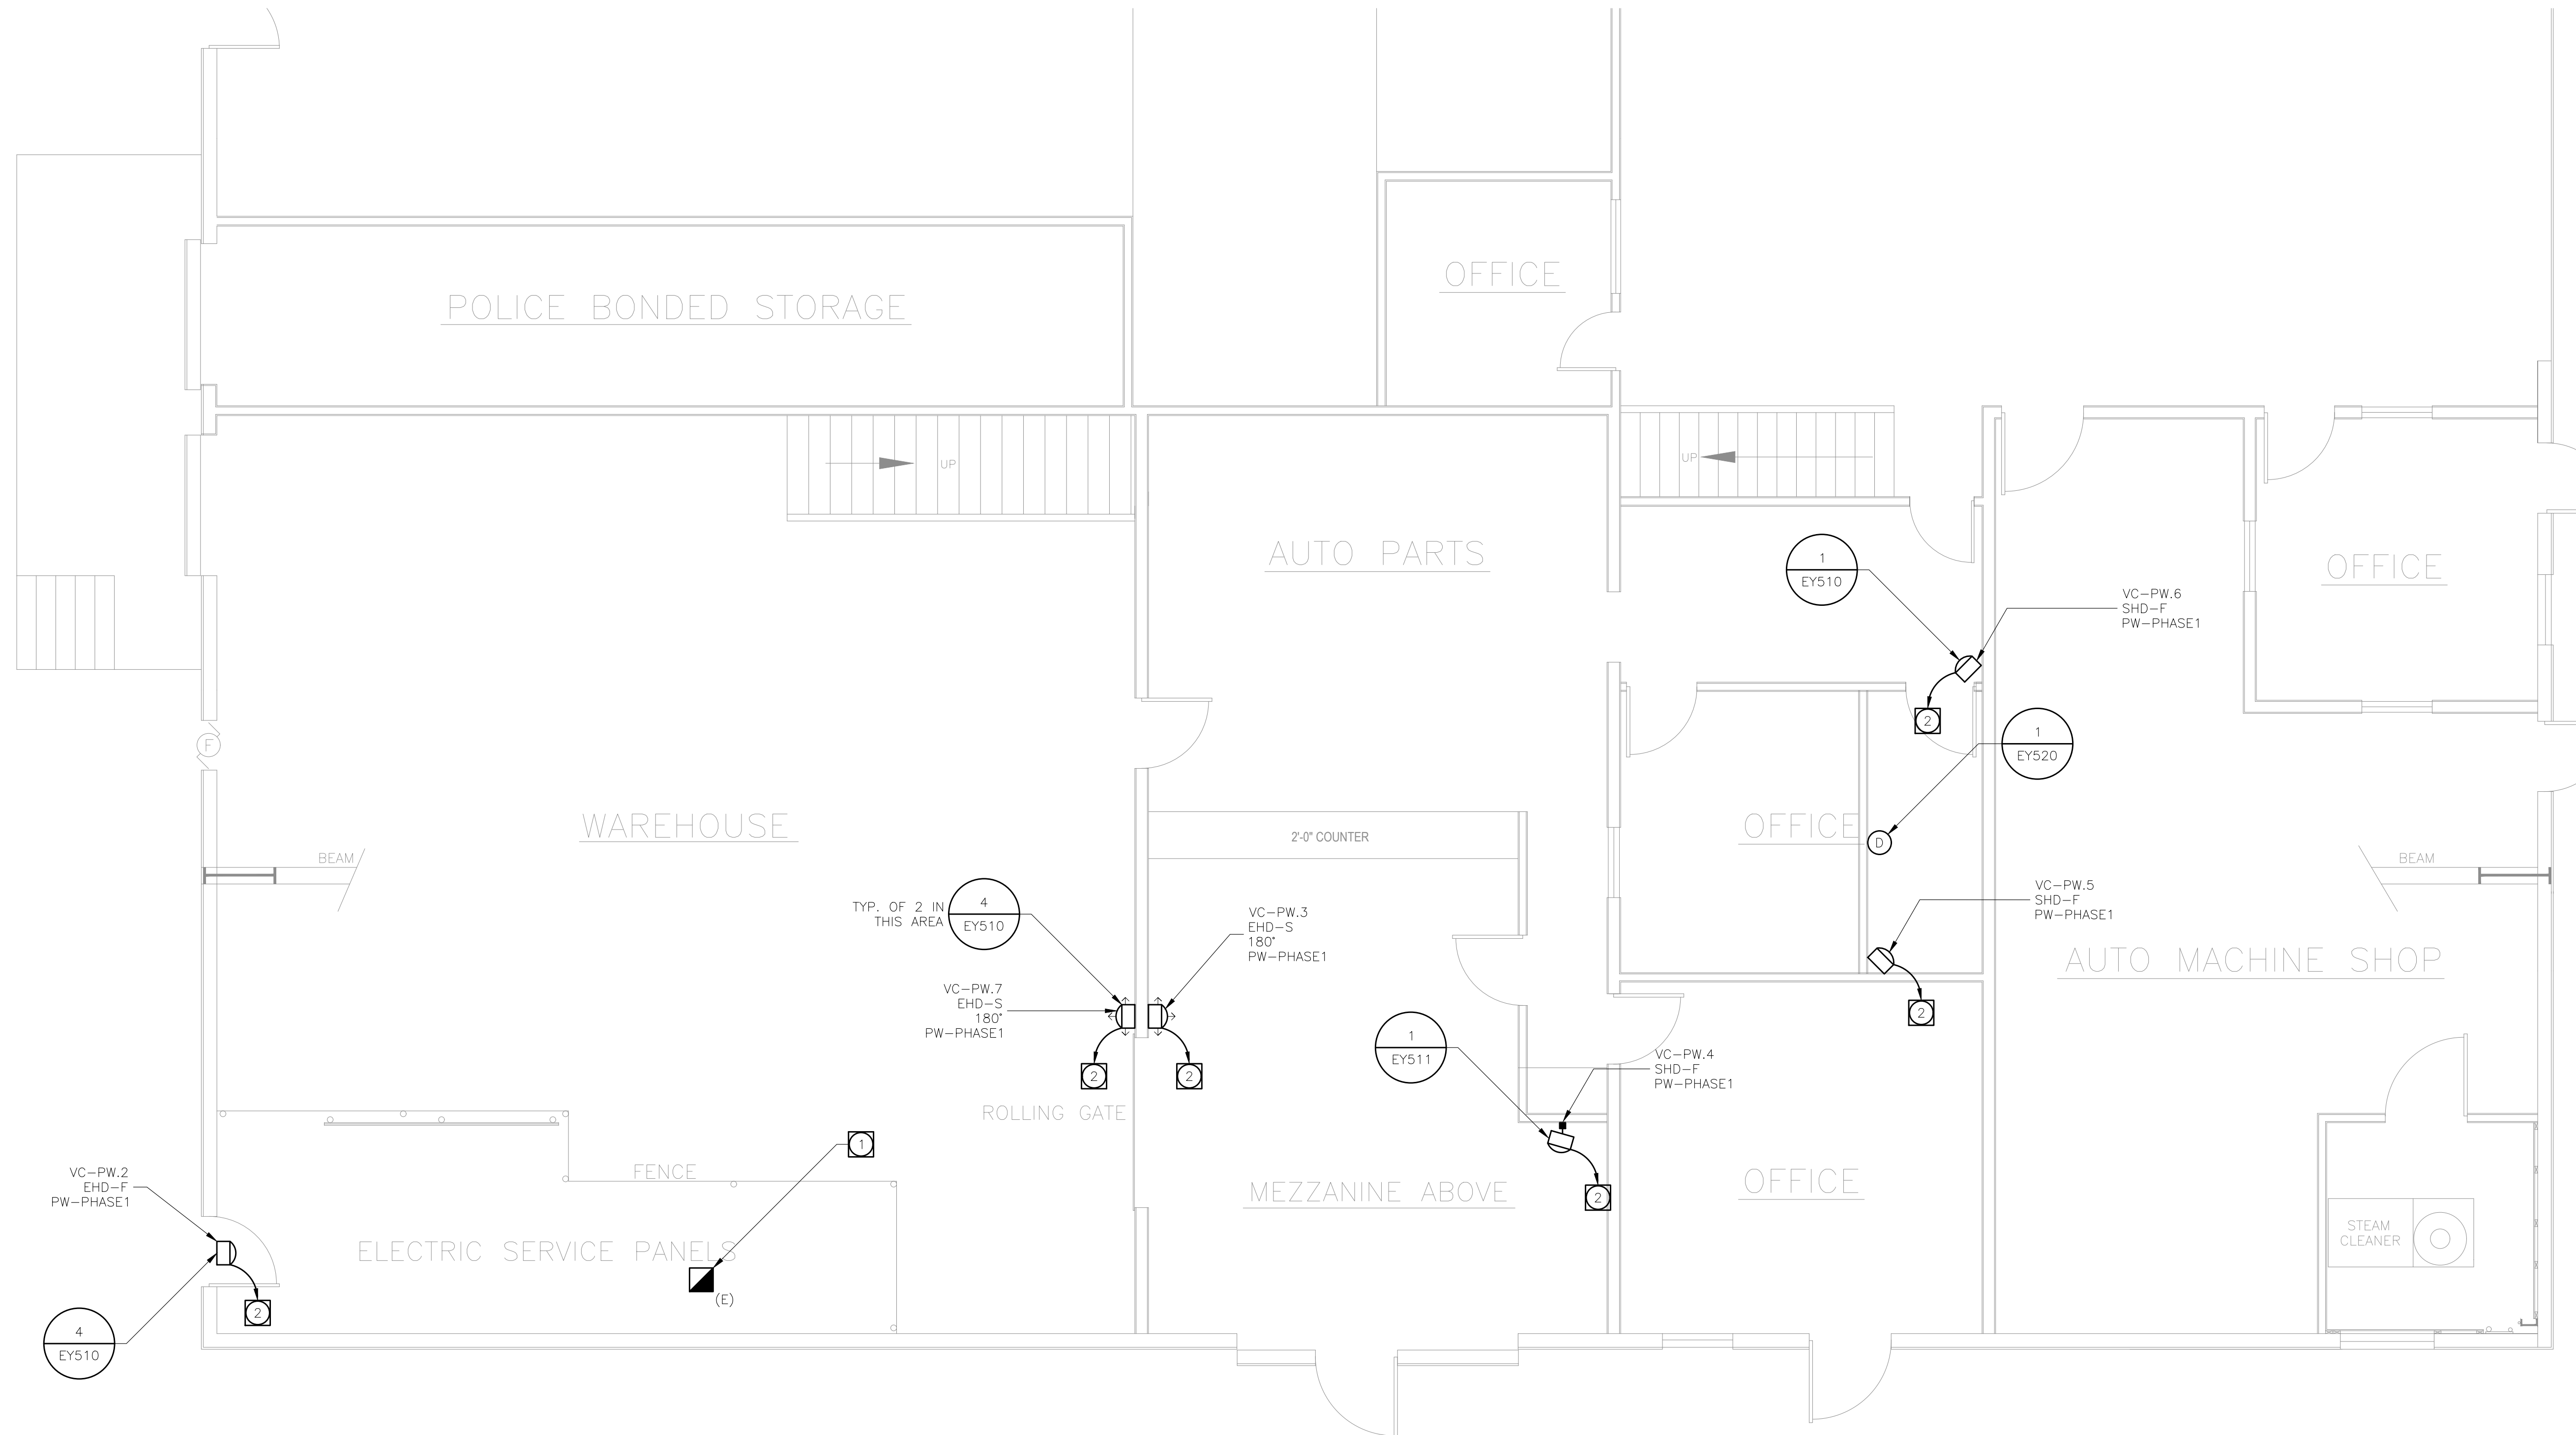 OFFICE
POLICE BONDED STORAGE
UP
UP
AUTO PARTS
1
EY510
OFFICE
VC-PW.6
SHD-F
PW-PHASE1
2
F
1
EY520
WAREHOUSE
2'-0" COUNTER
OFFICE
D
BEAM
BEAM
TYP. OF 2 IN
THIS AREA
4
EY510
VC-PW.3
EHD-S
180°
PW-PHASE1
VC-PW.5
SHD-F
PW-PHASE1
AUTO MACHINE SHOP
VC-PW.7
EHD-S
180°
PW-PHASE1
2
1
EY511
VC-PW.4
SHD-F
PW-PHASE1
2
2
ROLLING GATE
1
FENCE
VC-PW.2
EHD-F
PW-PHASE1
MEZZANINE ABOVE
2
OFFICE
STEAM
CLEANER
ELECTRIC SERVICE PANELS
(E)
2
4
EY510